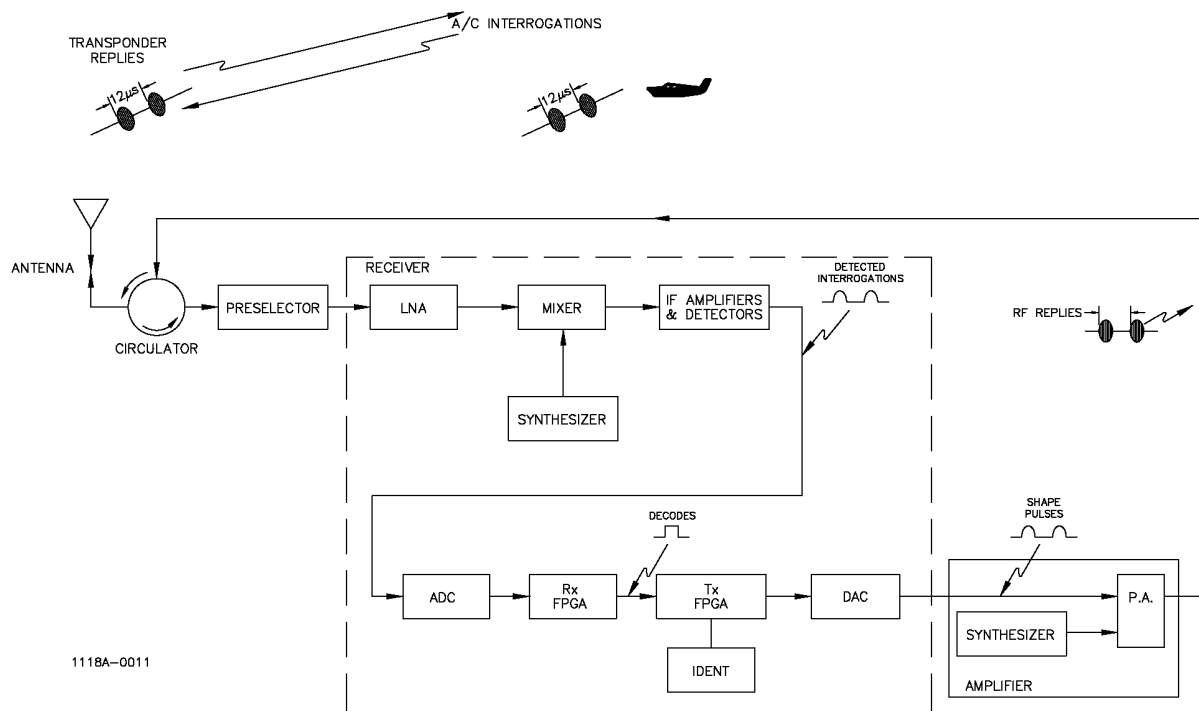 A/C INTERROGATIONS
TRANSPONDER
REPLIES
12µs
12µs
ANTENNA
CIRCULATOR
PRESELECTOR
RECEIVER
LNA
MIXER
IF AMPLIFIERS
& DETECTORS
DETECTED
INTERROGATIONS
RF REPLIES
SYNTHESIZER
DECODES
SHAPE
PULSES
ADC
Rx
FPGA
Tx
FPGA
DAC
P.A.
SYNTHESIZER
IDENT
AMPLIFIER
1118A-0011